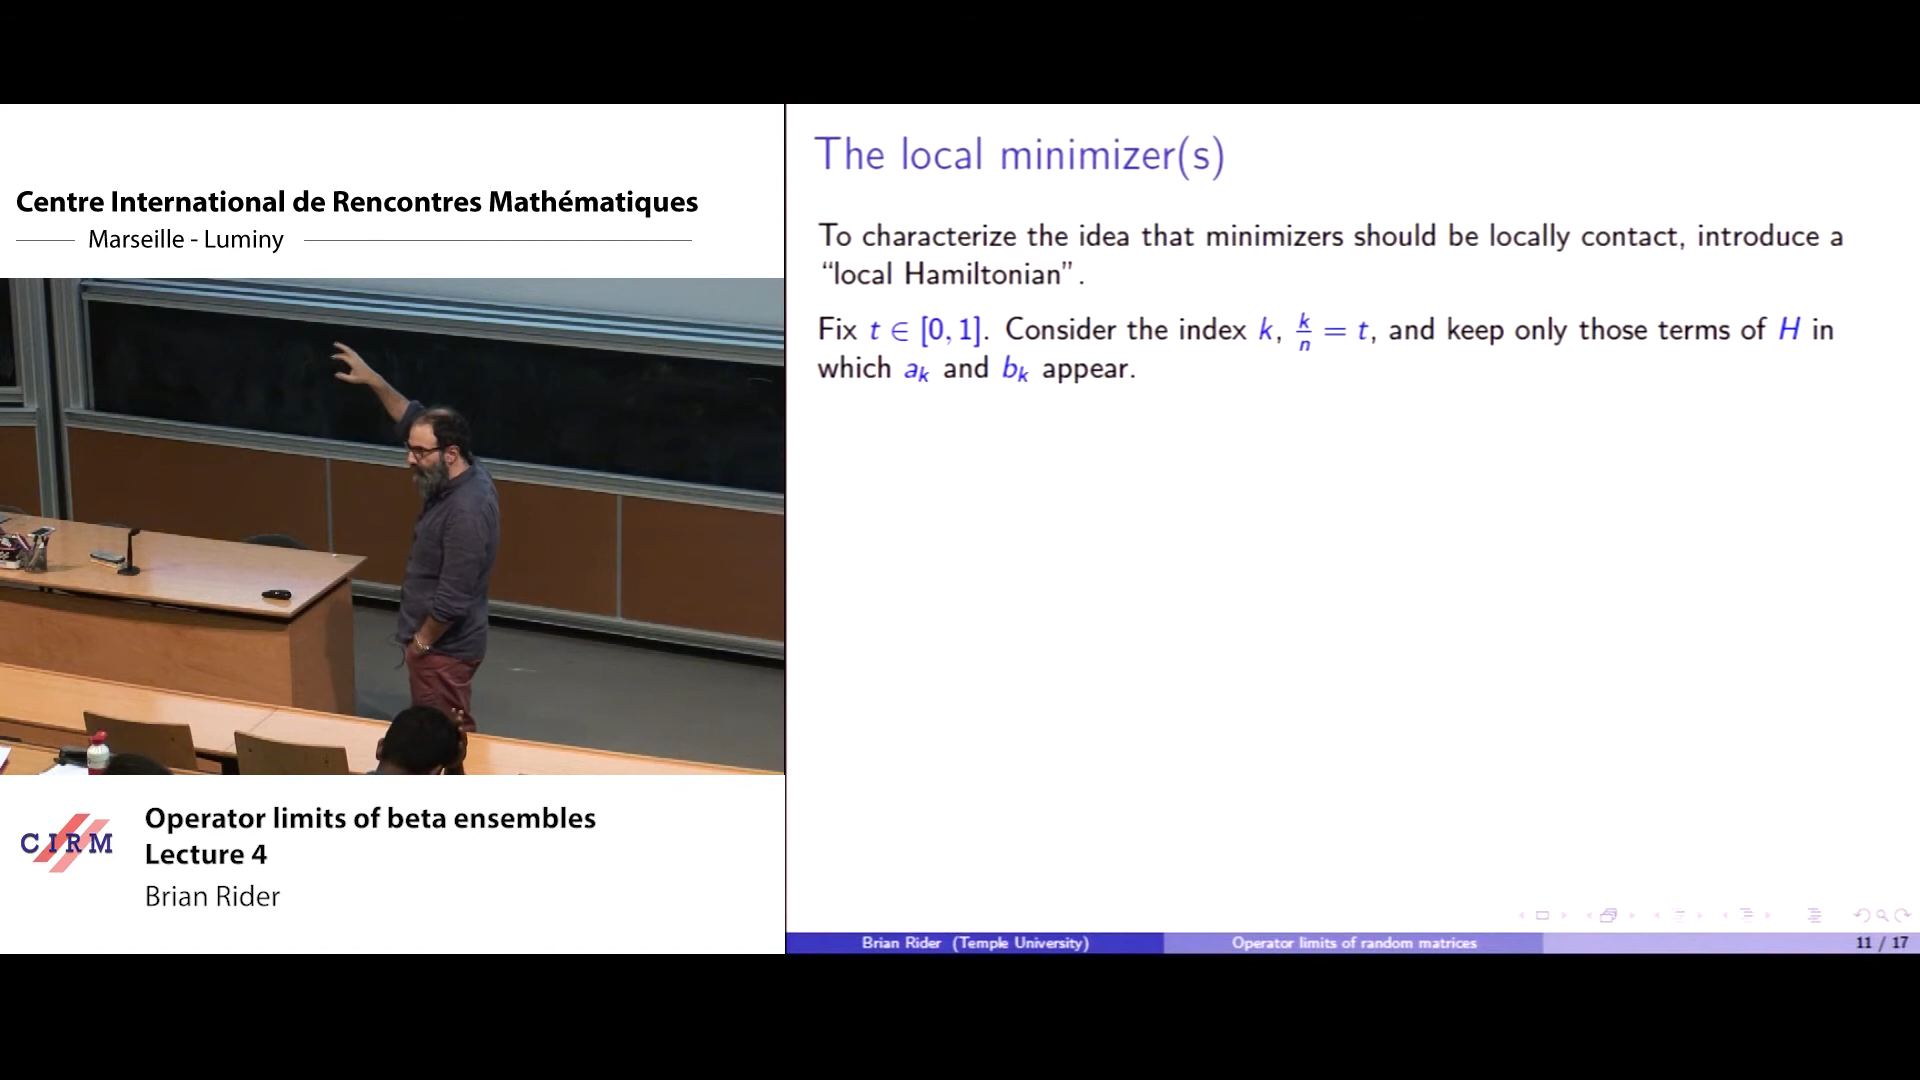 Centre International de Rencontres Mathématiques
Marseille - Luminy
CIRM
Operator limits of beta ensembles
Lecture 4
Brian Rider
The local minimizer(s)
To characterize the idea that minimizers should be locally contact, introduce a
“local Hamiltonian”.
Fix t ∈ [0, 1]. Consider the index k, k/n = t, and keep only those terms of H in
which a_k and b_k appear.
Brian Rider (Temple University)
Operator limits of random matrices
11 / 17